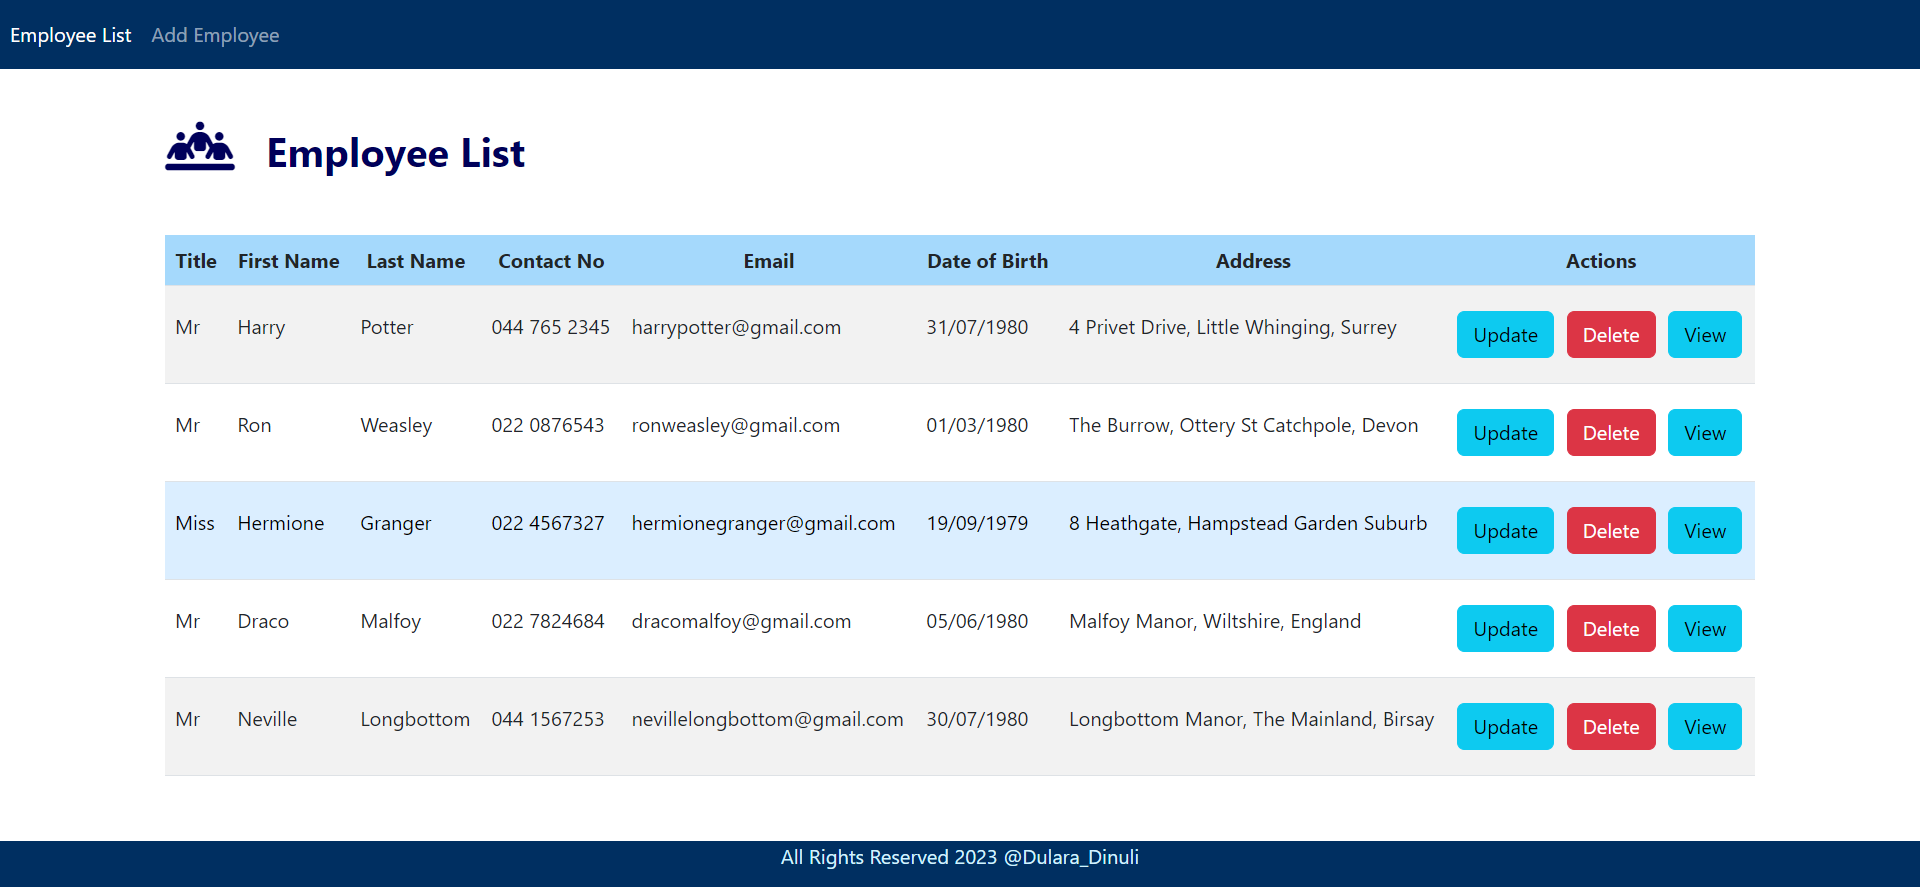 Employee List Add Employee
Employee List
Title First Name Last Name Contact No Email Date of Birth Address Actions
Mr Harry Potter 044 765 2345 harrypotter@gmail.com 31/07/1980 4 Privet Drive, Little Whinging, Surrey Update Delete View
Mr Ron Weasley 022 0876543 ronweasley@gmail.com 01/03/1980 The Burrow, Ottery St Catchpole, Devon Update Delete View
Miss Hermione Granger 022 4567327 hermionegranger@gmail.com 19/09/1979 8 Heathgate, Hampstead Garden Suburb Update Delete View
Mr Draco Malfoy 022 7824684 dracomalfoy@gmail.com 05/06/1980 Malfoy Manor, Wiltshire, England Update Delete View
Mr Neville Longbottom 044 1567253 nevillelongbottom@gmail.com 30/07/1980 Longbottom Manor, The Mainland, Birsay Update Delete View
All Rights Reserved 2023 @Dulara_Dinuli